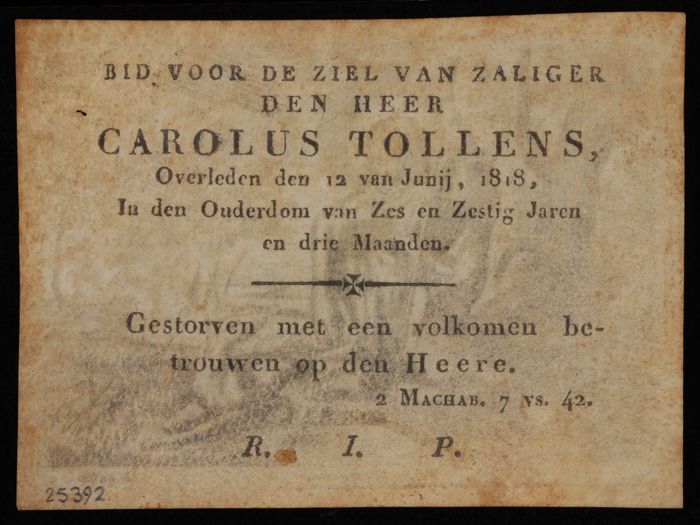 BID VOOR DE ZIEL VAN ZALIGER
DEN HEER
CAROLUS TOLLENS,
Overleden den 12 van Junij, 1818,
In den Ouderdom van Zes en Zestig Jaren
en drie Maanden.
Gestorven met een volkomen be-
trouwen op den Heere.
2 MACHAB. 7 vs. 42.
R. I. P.
25392